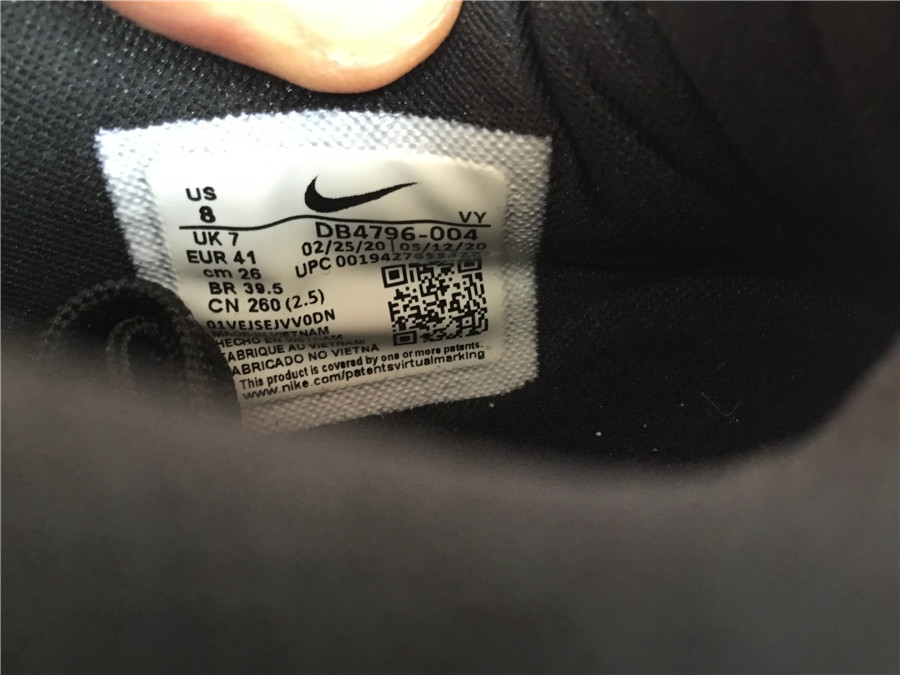 US
8
VY
UK 7
DB4796-004
EUR 41
02/25/20 | 05/12/20
cm 26
UPC
BR 39.5
CN 260 (2.5)
01VEJSEJVV0DN
MADE IN VIETNAM
HECHO EN VIETNAM
FABRIQUE AU VIETNAM
FABRICADO NO VIETNA
This product is covered by one or more patents:
www.nike.com/patentsvirtualmarking